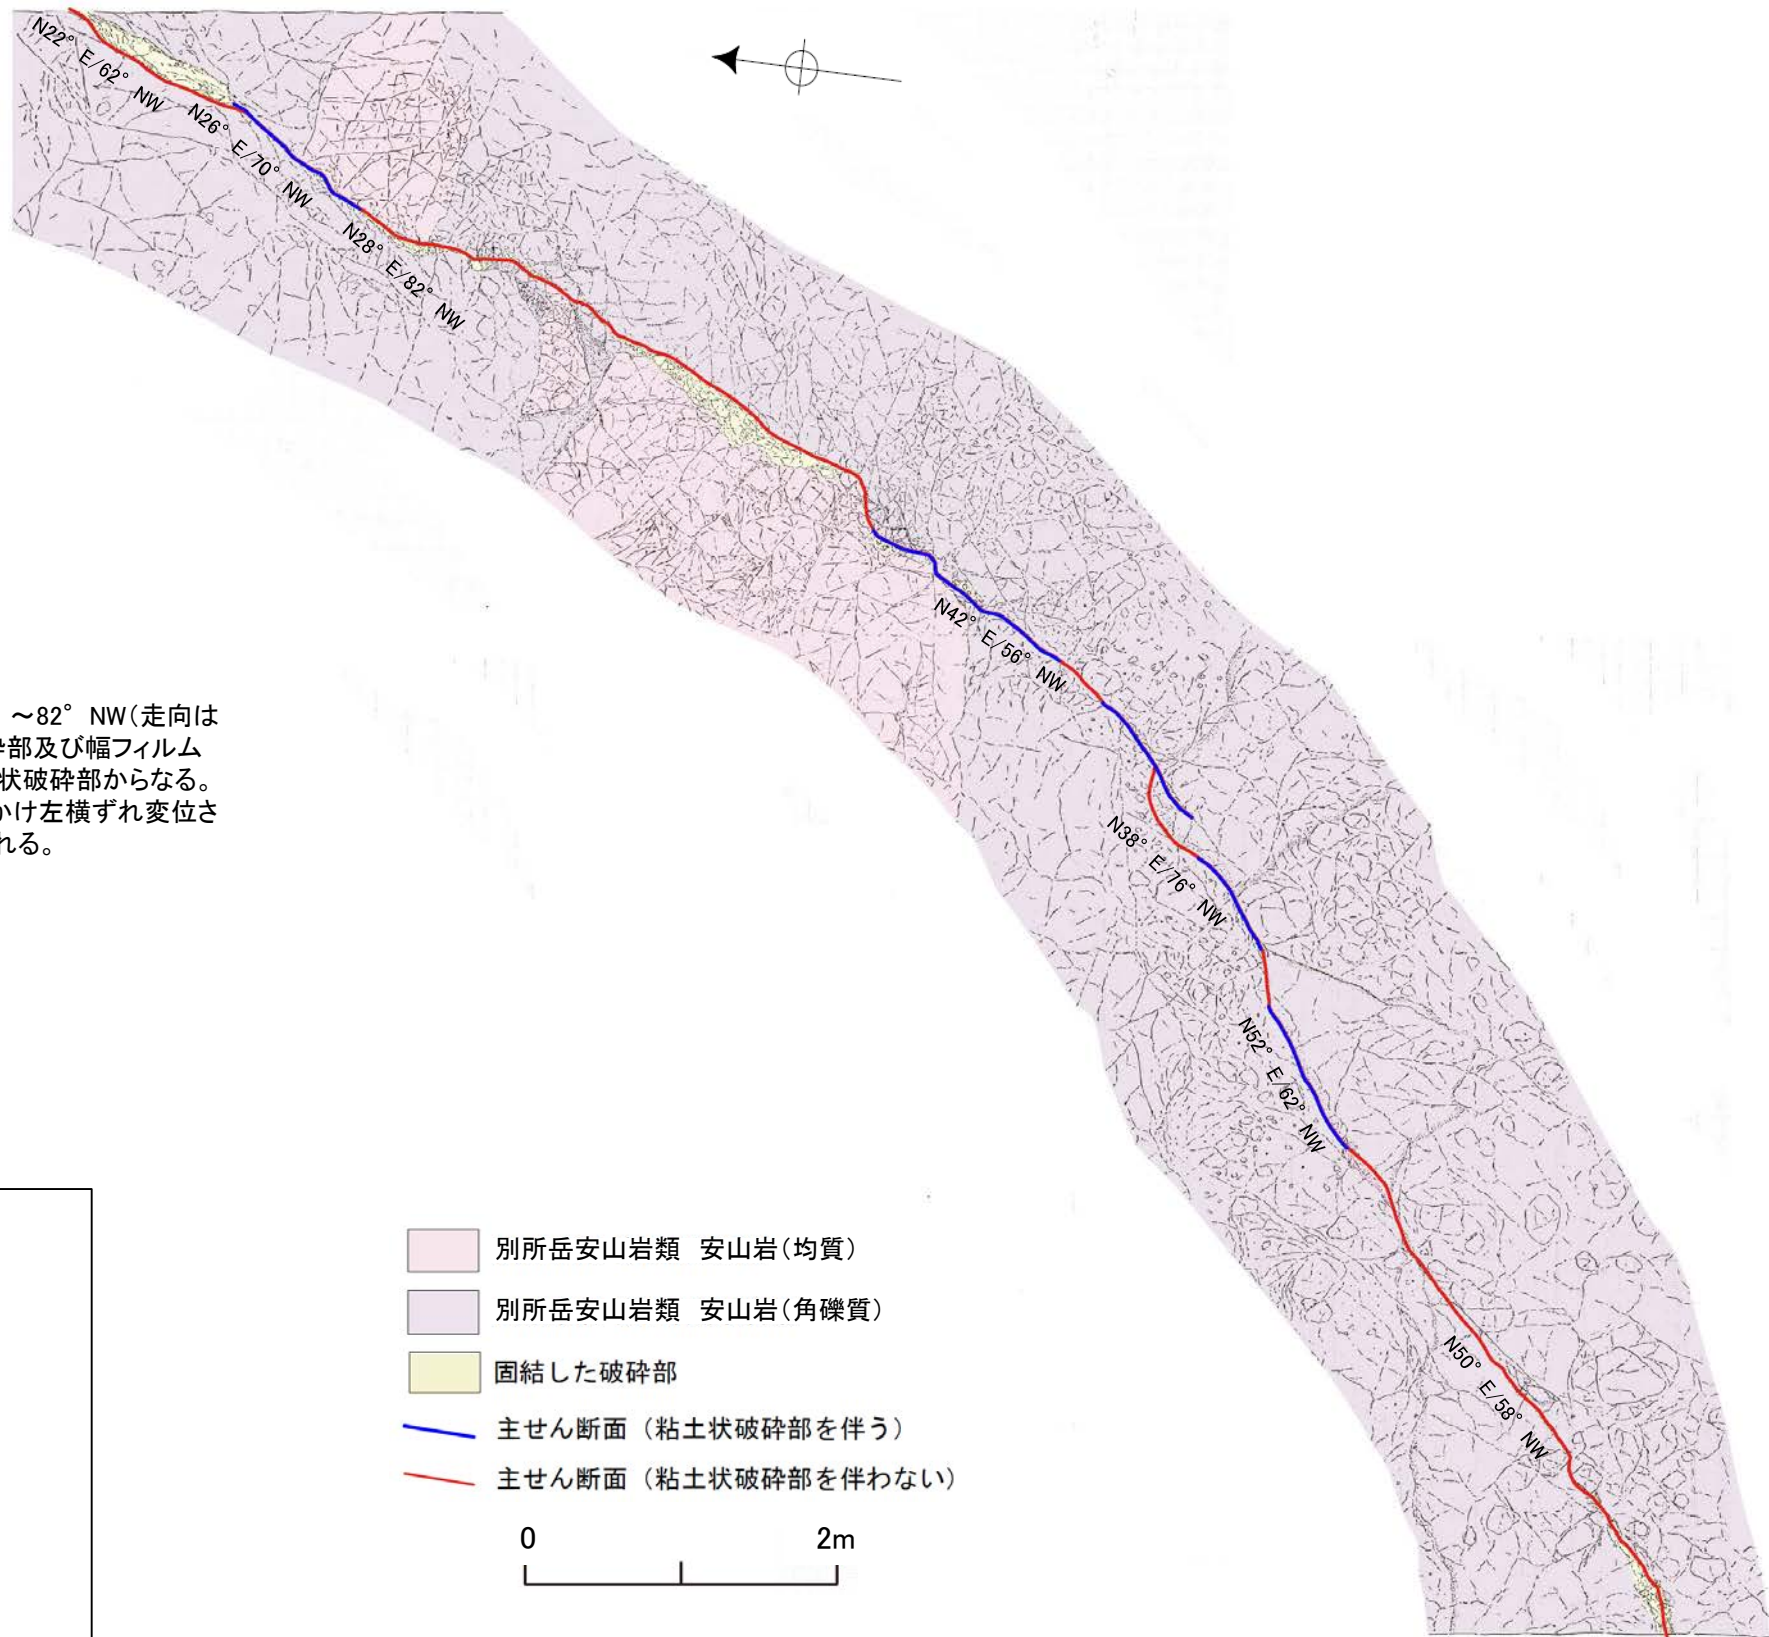 N22° E/62° NW
N26° E/70° NW
N28° E/82° NW
N42° E/56° NW
～82° NW(走向は
砕部及び幅フィルム
状破砕部からなる。
かけ左横ずれ変位さ
れる。
N38° E/76° NW
N52° E/62° NW
N50° E/58° NW
別所岳安山岩類　安山岩(均質)
別所岳安山岩類　安山岩(角礫質)
固結した破砕部
主せん断面（粘土状破砕部を伴う）
主せん断面（粘土状破砕部を伴わない）
0 2m